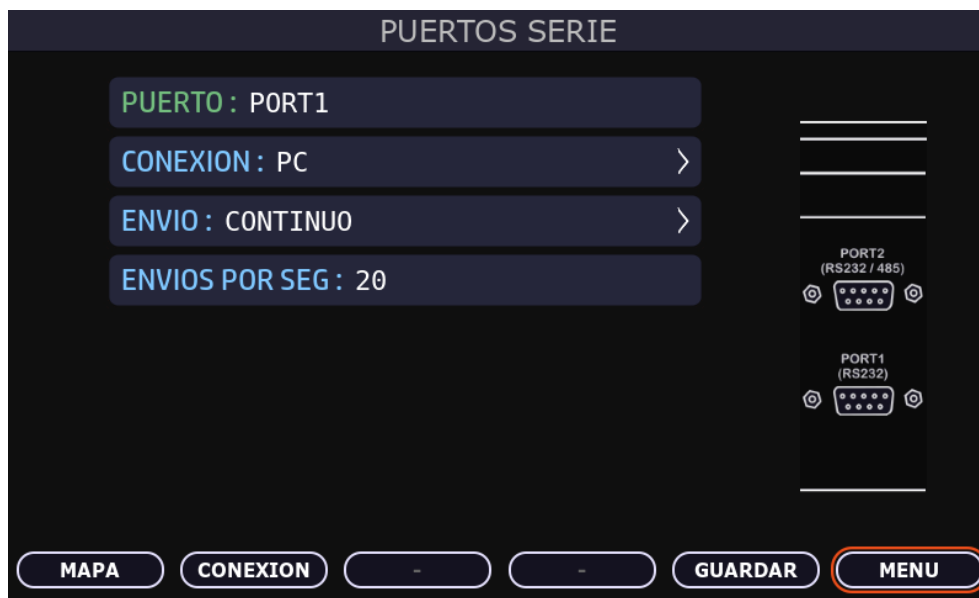 PUERTOS SERIE
PUERTO : PORT1
CONEXION : PC
ENVIO : CONTINUO
ENVIOS POR SEG : 20
PORT2
(RS232 / 485)
PORT1
(RS232)
MAPA CONEXION - - GUARDAR MENU